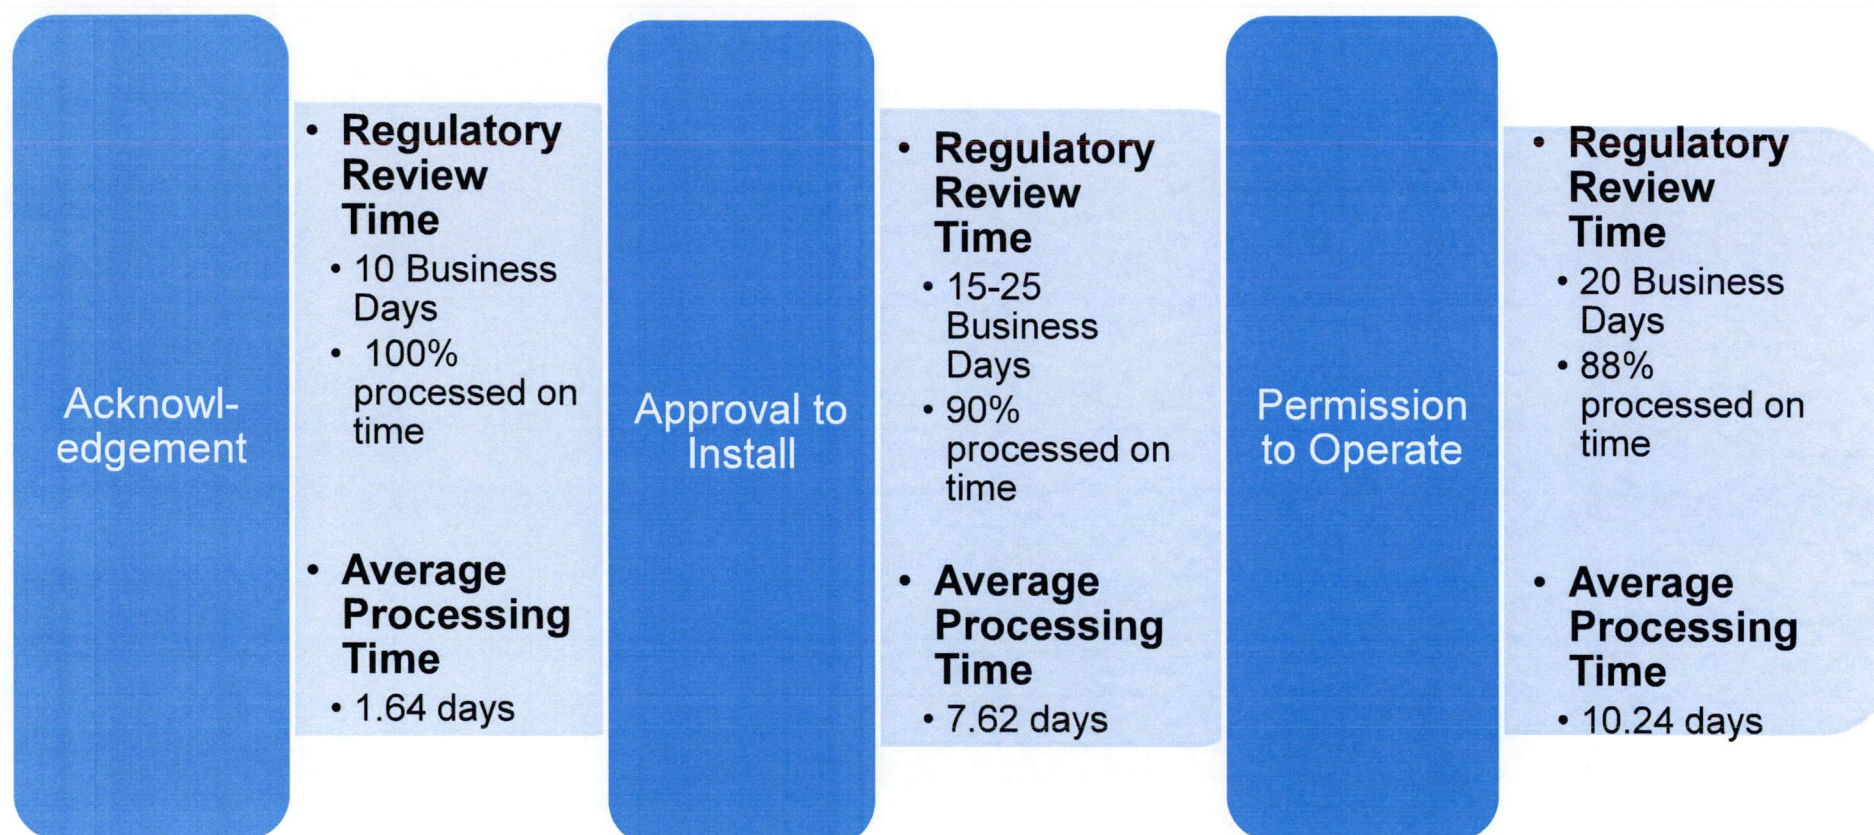 Acknowl-
edgement
• Regulatory
Review
Time
• 10 Business
Days
• 100%
processed on
time
• Average
Processing
Time
• 1.64 days
Approval to
Install
• Regulatory
Review
Time
• 15-25
Business
Days
• 90%
processed on
time
• Average
Processing
Time
• 7.62 days
Permission
to Operate
• Regulatory
Review
Time
• 20 Business
Days
• 88%
processed on
time
• Average
Processing
Time
• 10.24 days